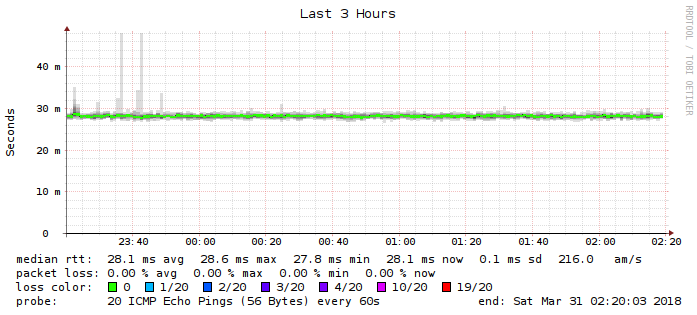 Last 3 Hours
RRDTOOL / TOBI OETIKER
Seconds
40 m
30 m
20 m
10 m
0
23:40 00:00 00:20 00:40 01:00 01:20 01:40 02:00 02:20
median rtt: 28.1 ms avg 28.6 ms max 27.8 ms min 28.1 ms now 0.1 ms sd 216.0 am/s
packet loss: 0.00 % avg 0.00 % max 0.00 % min 0.00 % now
loss color: 0 1/20 2/20 3/20 4/20 10/20 19/20
probe: 20 ICMP Echo Pings (56 Bytes) every 60s end: Sat Mar 31 02:20:03 2018